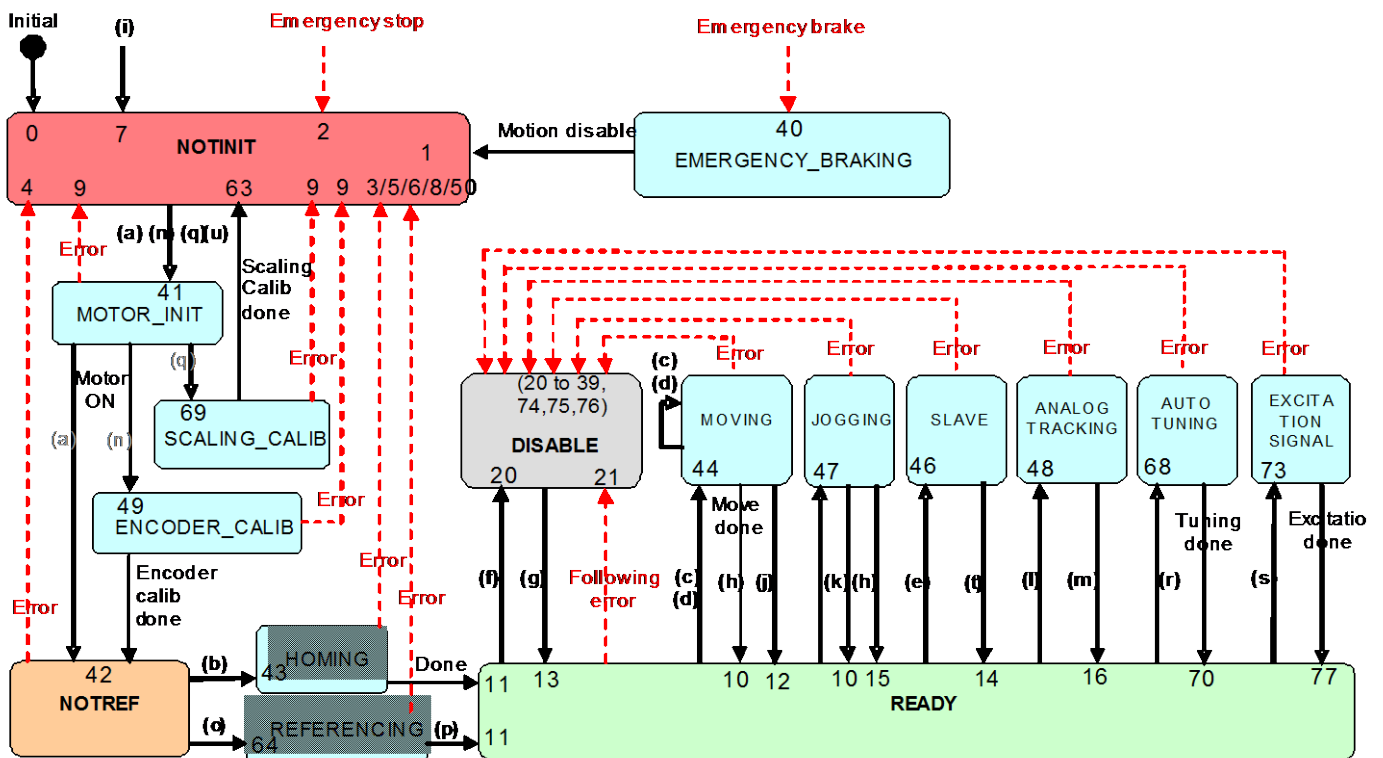 Initial
(i)
Emergency stop
Emergency brake
0
7
2
NOTINIT
1
4
9
63
9
9
3/5/6/8/50
Motion disable
40
EMERGENCY_BRAKING
Error
(a)
(n)
(q)
(u)
41
MOTOR_INIT
Scaling
Calib
done
Motor
ON
(q)
Error
69
SCALING_CALIB
(a)
(n)
49
ENCODER_CALIB
Error
Encoder
calib
done
Error
Error
Error
42
NOTREF
(b)
43
HOMING
Done
(o)
64
REFERENCING
(p)
(20 to 39,
74,75,76)
DISABLE
20
21
(c)
(d)
Error
Error
Error
Error
Error
Error
MOVING
44
JOGGING
47
SLAVE
46
ANALOG
TRACKING
48
AUTO
TUNING
68
EXCITA
TION
SIGNAL
73
(f)
(g)
Following
error
(c)
(d)
Move
done
(h)
(j)
(k)
(h)
(e)
(t)
(l)
(m)
(r)
Tuning
done
(s)
Excitatio
done
11
13
10
12
10
15
14
16
70
77
READY
11